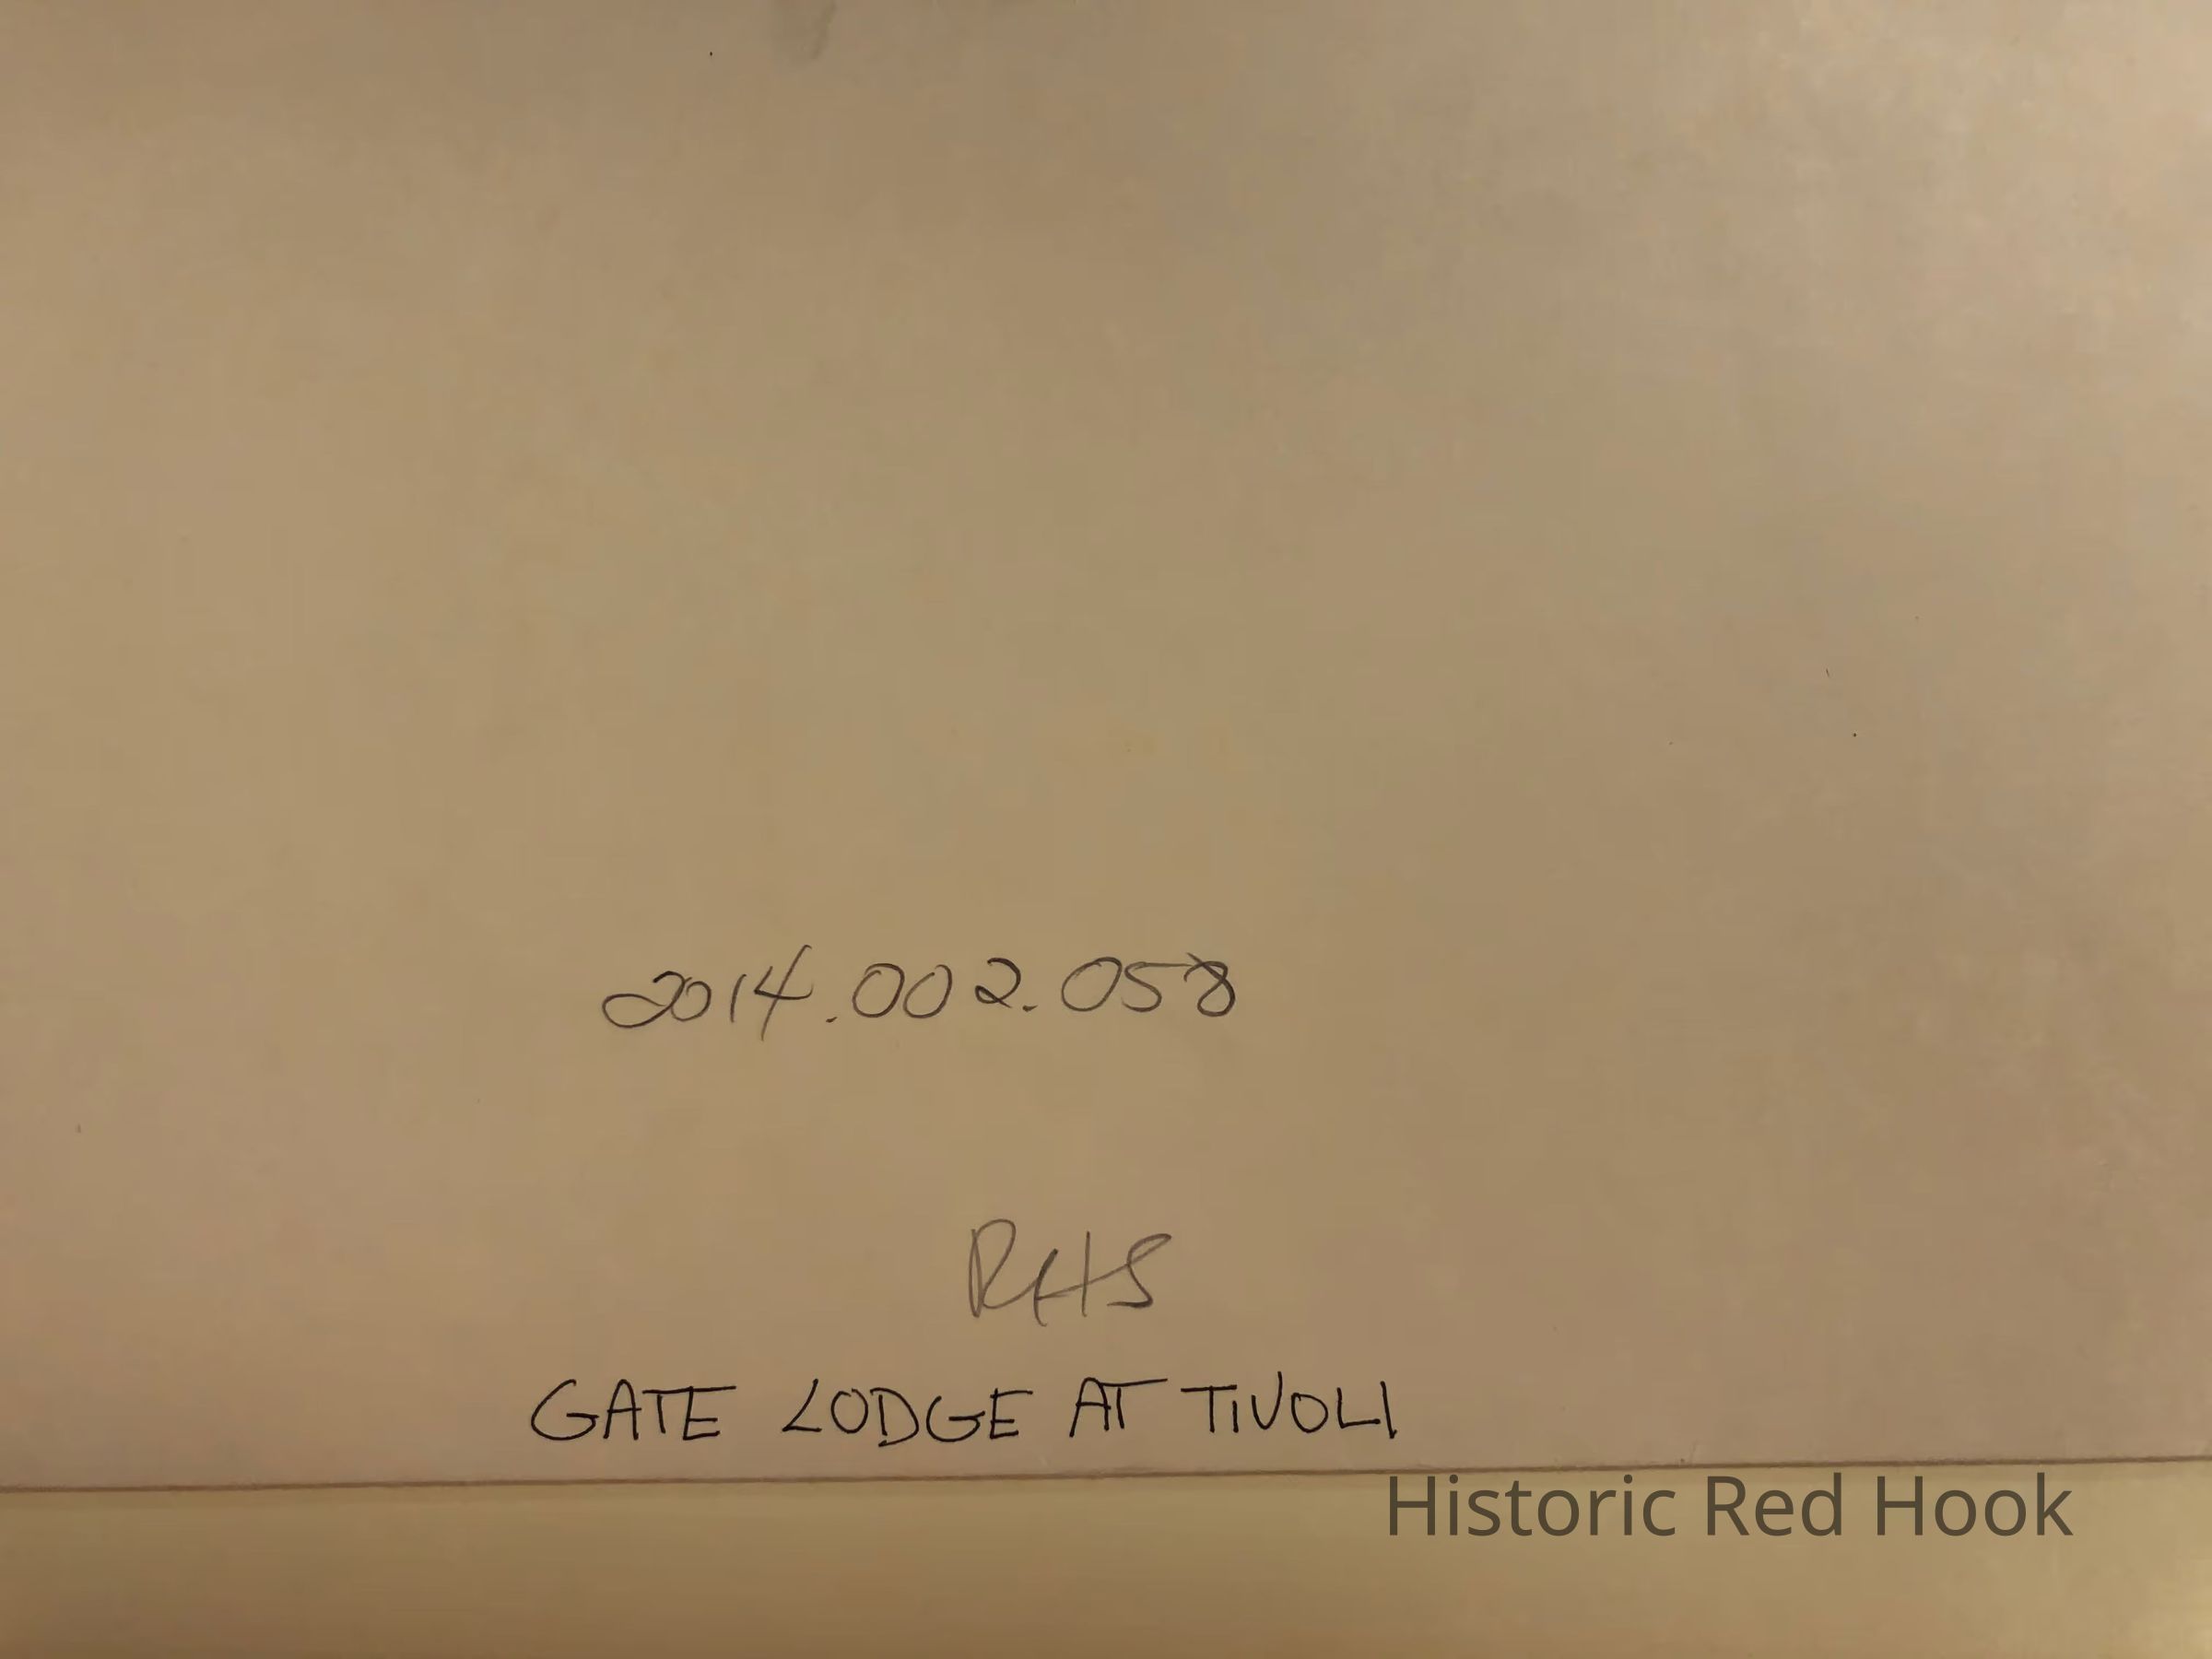 2014.002.058
RHS
GATE LODGE AT TIVOLI
Historic Red Hook